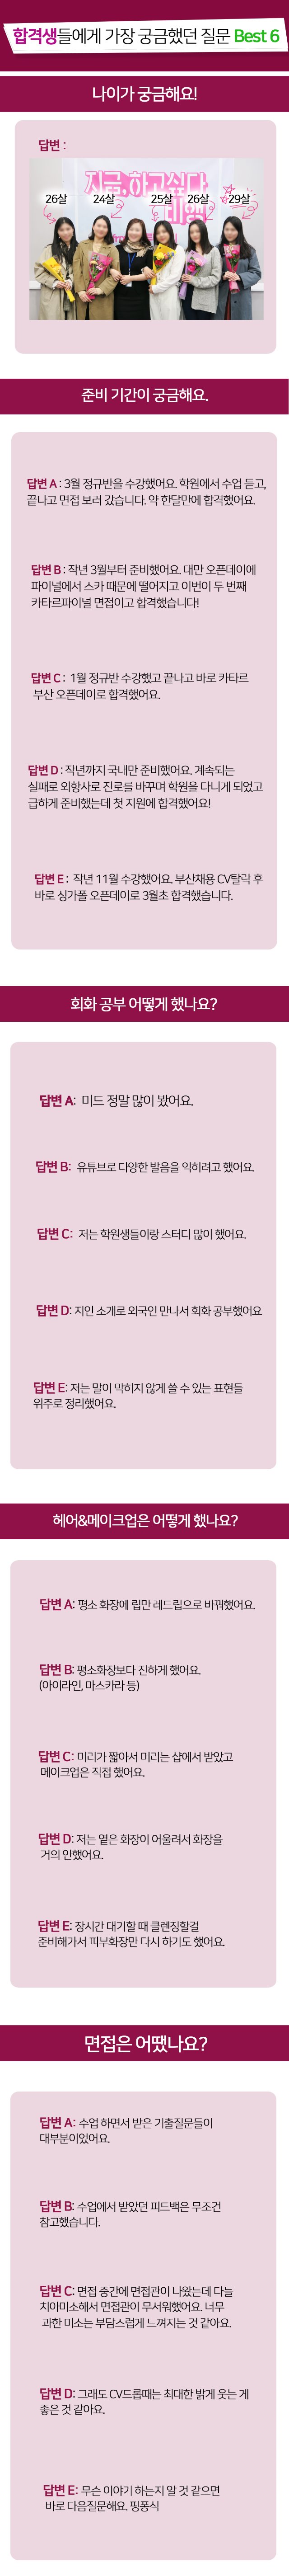 합격생들에게 가장 궁금했던 질문 Best 6
나이가 궁금해요!
답변 :
지금, 하고 싶다
26살 24살 25살 26살 29살
준비 기간이 궁금해요.
답변 A : 3월 정규반을 수강했어요. 학원에서 수업 듣고,
끝나고 면접 보러 갔습니다. 약 한달만에 합격했어요.
답변 B : 작년 3월부터 준비했어요. 대만 오픈데이에
파이널에서 스카 때문에 떨어지고 이번이 두 번째
카타르파이널 면접이고 합격했습니다!
답변 C : 1월 정규반 수강했고 끝나고 바로 카타르
부산 오픈데이로 합격했어요.
답변 D : 작년까지 국내만 준비했어요. 계속되는
실패로 외항사로 진로를 바꾸며 학원을 다니게 되었고
급하게 준비했는데 첫 지원에 합격했어요!
답변 E : 작년 11월 수강했어요. 부산채용 CV탈락 후
바로 싱가폴 오픈데이로 3월초 합격했습니다.
회화 공부 어떻게 했나요?
답변 A: 미드 정말 많이 봤어요.
답변 B: 유튜브로 다양한 발음을 익히려고 했어요.
답변 C: 저는 학원생들이랑 스터디 많이 했어요.
답변 D: 지인 소개로 외국인 만나서 회화 공부했어요
답변 E: 저는 말이 막히지 않게 쓸 수 있는 표현들
위주로 정리했어요.
헤어&메이크업은 어떻게 했나요?
답변 A: 평소 화장에 립만 레드립으로 바꿔했어요.
답변 B: 평소화장보다 진하게 했어요.
(아이라인, 마스카라 등)
답변 C: 머리가 짧아서 머리는 샵에서 받았고
메이크업은 직접 했어요.
답변 D: 저는 옅은 화장이 어울려서 화장을
거의 안했어요.
답변 E: 장시간 대기할 때 클렌징할걸
준비해가서 피부화장만 다시 하기도 했어요.
면접은 어땠나요?
답변 A: 수업 하면서 받은 기출질문들이
대부분이었어요.
답변 B: 수업에서 받았던 피드백은 무조건
참고했습니다.
답변 C: 면접 중간에 면접관이 나왔는데 다들
치아미소해서 면접관이 무서워했어요. 너무
과한 미소는 부담스럽게 느껴지는 것 같아요.
답변 D: 그래도 CV드롭때는 최대한 밝게 웃는 게
좋은 것 같아요.
답변 E: 무슨 이야기 하는지 알 것 같으면
바로 다음질문해요. 핑퐁식